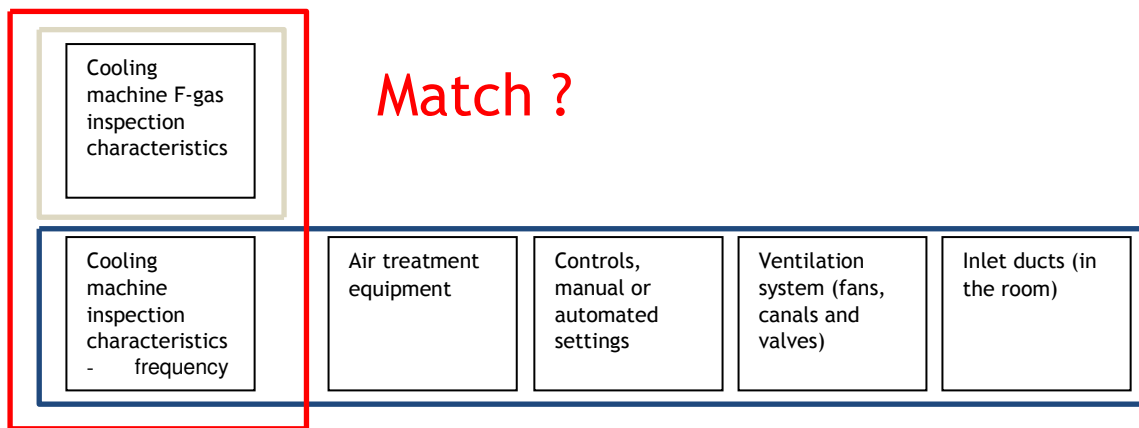 Cooling
machine F-gas
inspection
characteristics
Match ?
Cooling
machine
inspection
characteristics
- frequency
Air treatment
equipment
Controls,
manual or
automated
settings
Ventilation
system (fans,
canals and
valves)
Inlet ducts (in
the room)